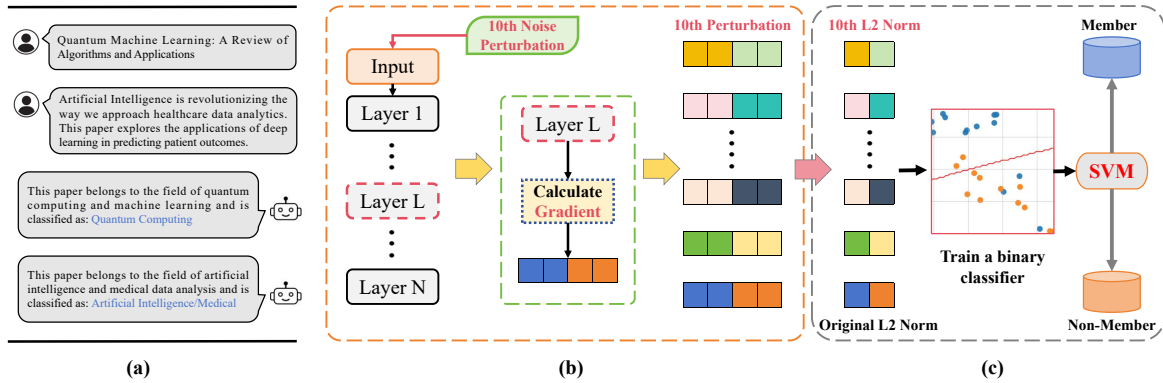 Quantum Machine Learning: A Review of
Algorithms and Applications
Artificial Intelligence is revolutionizing the
way we approach healthcare data analytics.
This paper explores the applications of deep
learning in predicting patient outcomes.
This paper belongs to the field of quantum
computing and machine learning and is
classified as: Quantum Computing
This paper belongs to the field of artificial
intelligence and medical data analysis and is
classified as: Artificial Intelligence/Medical
(a)
10th Noise
Perturbation
Input
Layer 1
Layer L
Layer N
Layer L
Calculate
Gradient
10th Perturbation
(b)
10th L2 Norm
Original L2 Norm
Train a binary
classifier
Member
SVM
Non-Member
(c)